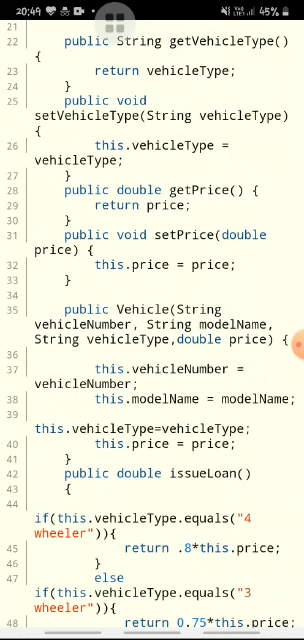 20:49 45%
21
22 public String getVehicleType()
{
23 return vehicleType;
24 }
25 public void
setVehicleType(String vehicleType)
{
26 this.vehicleType =
vehicleType;
27 }
28 public double getPrice() {
29 return price;
30 }
31 public void setPrice(double
price) {
32 this.price = price;
33 }
34
35 public Vehicle(String
vehicleNumber, String modelName,
String vehicleType,double price) {
36
37 this.vehicleNumber =
vehicleNumber;
38 this.modelName = modelName;
39
this.vehicleType=vehicleType;
40 this.price = price;
41 }
42 public double issueLoan()
43 {
44
if(this.vehicleType.equals("4
wheeler")){
45 return .8*this.price;
46 }
47 else
if(this.vehicleType.equals("3
wheeler")){
48 return 0.75*this.price;